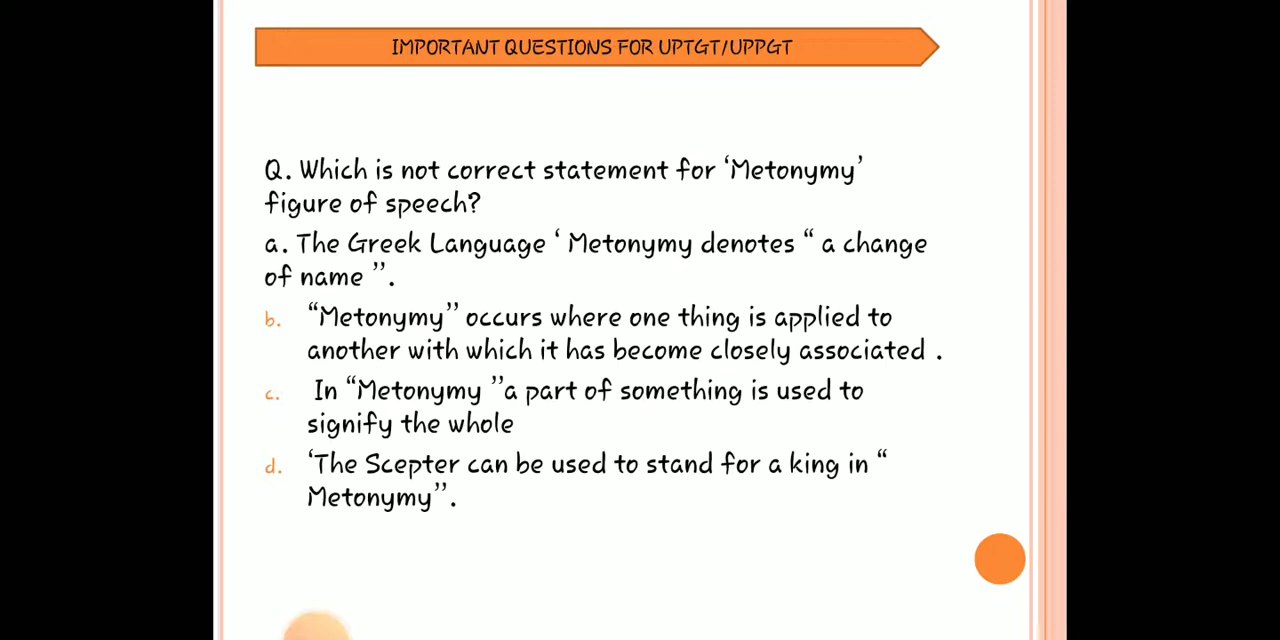 IMPORTANT QUESTIONS FOR UPTGT/UPPGT
Q. Which is not correct statement for ‘Metonymy’
figure of speech?
a. The Greek Language ‘ Metonymy denotes “ a change
of name ”.
b. “Metonymy” occurs where one thing is applied to
another with which it has become closely associated .
c. In “Metonymy ”a part of something is used to
signify the whole
d. ‘The Scepter can be used to stand for a king in “
Metonymy”.